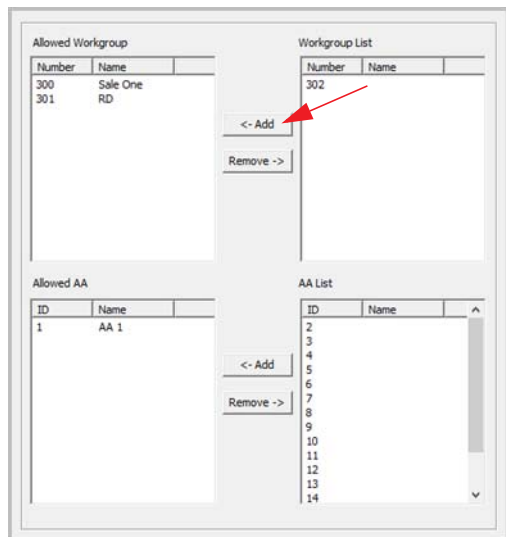 Allowed Workgroup Workgroup List
Number Name Number Name
300 Sale One 302
301 RD
<- Add
Remove ->
Allowed AA AA List
ID Name ID Name
1 AA 1 2
3
4
<- Add 5
6
Remove -> 7
8
9
10
11
12
13
14